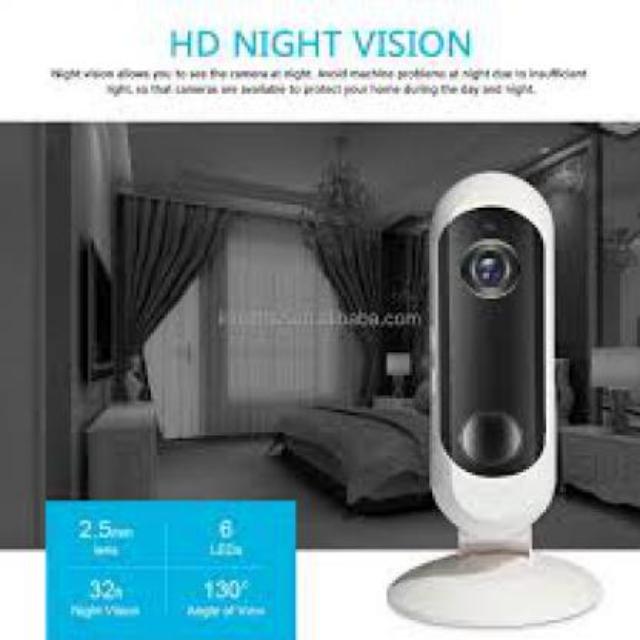 HD NIGHT VISION
Night vision allows you to see the camera at night. Avoid machine problems at night due to insufficient
light, so that cameras are available to protect your home during the day and night.
2.5mm
lens
6
LEDs
32ft
Night Vision
130°
Angle of View